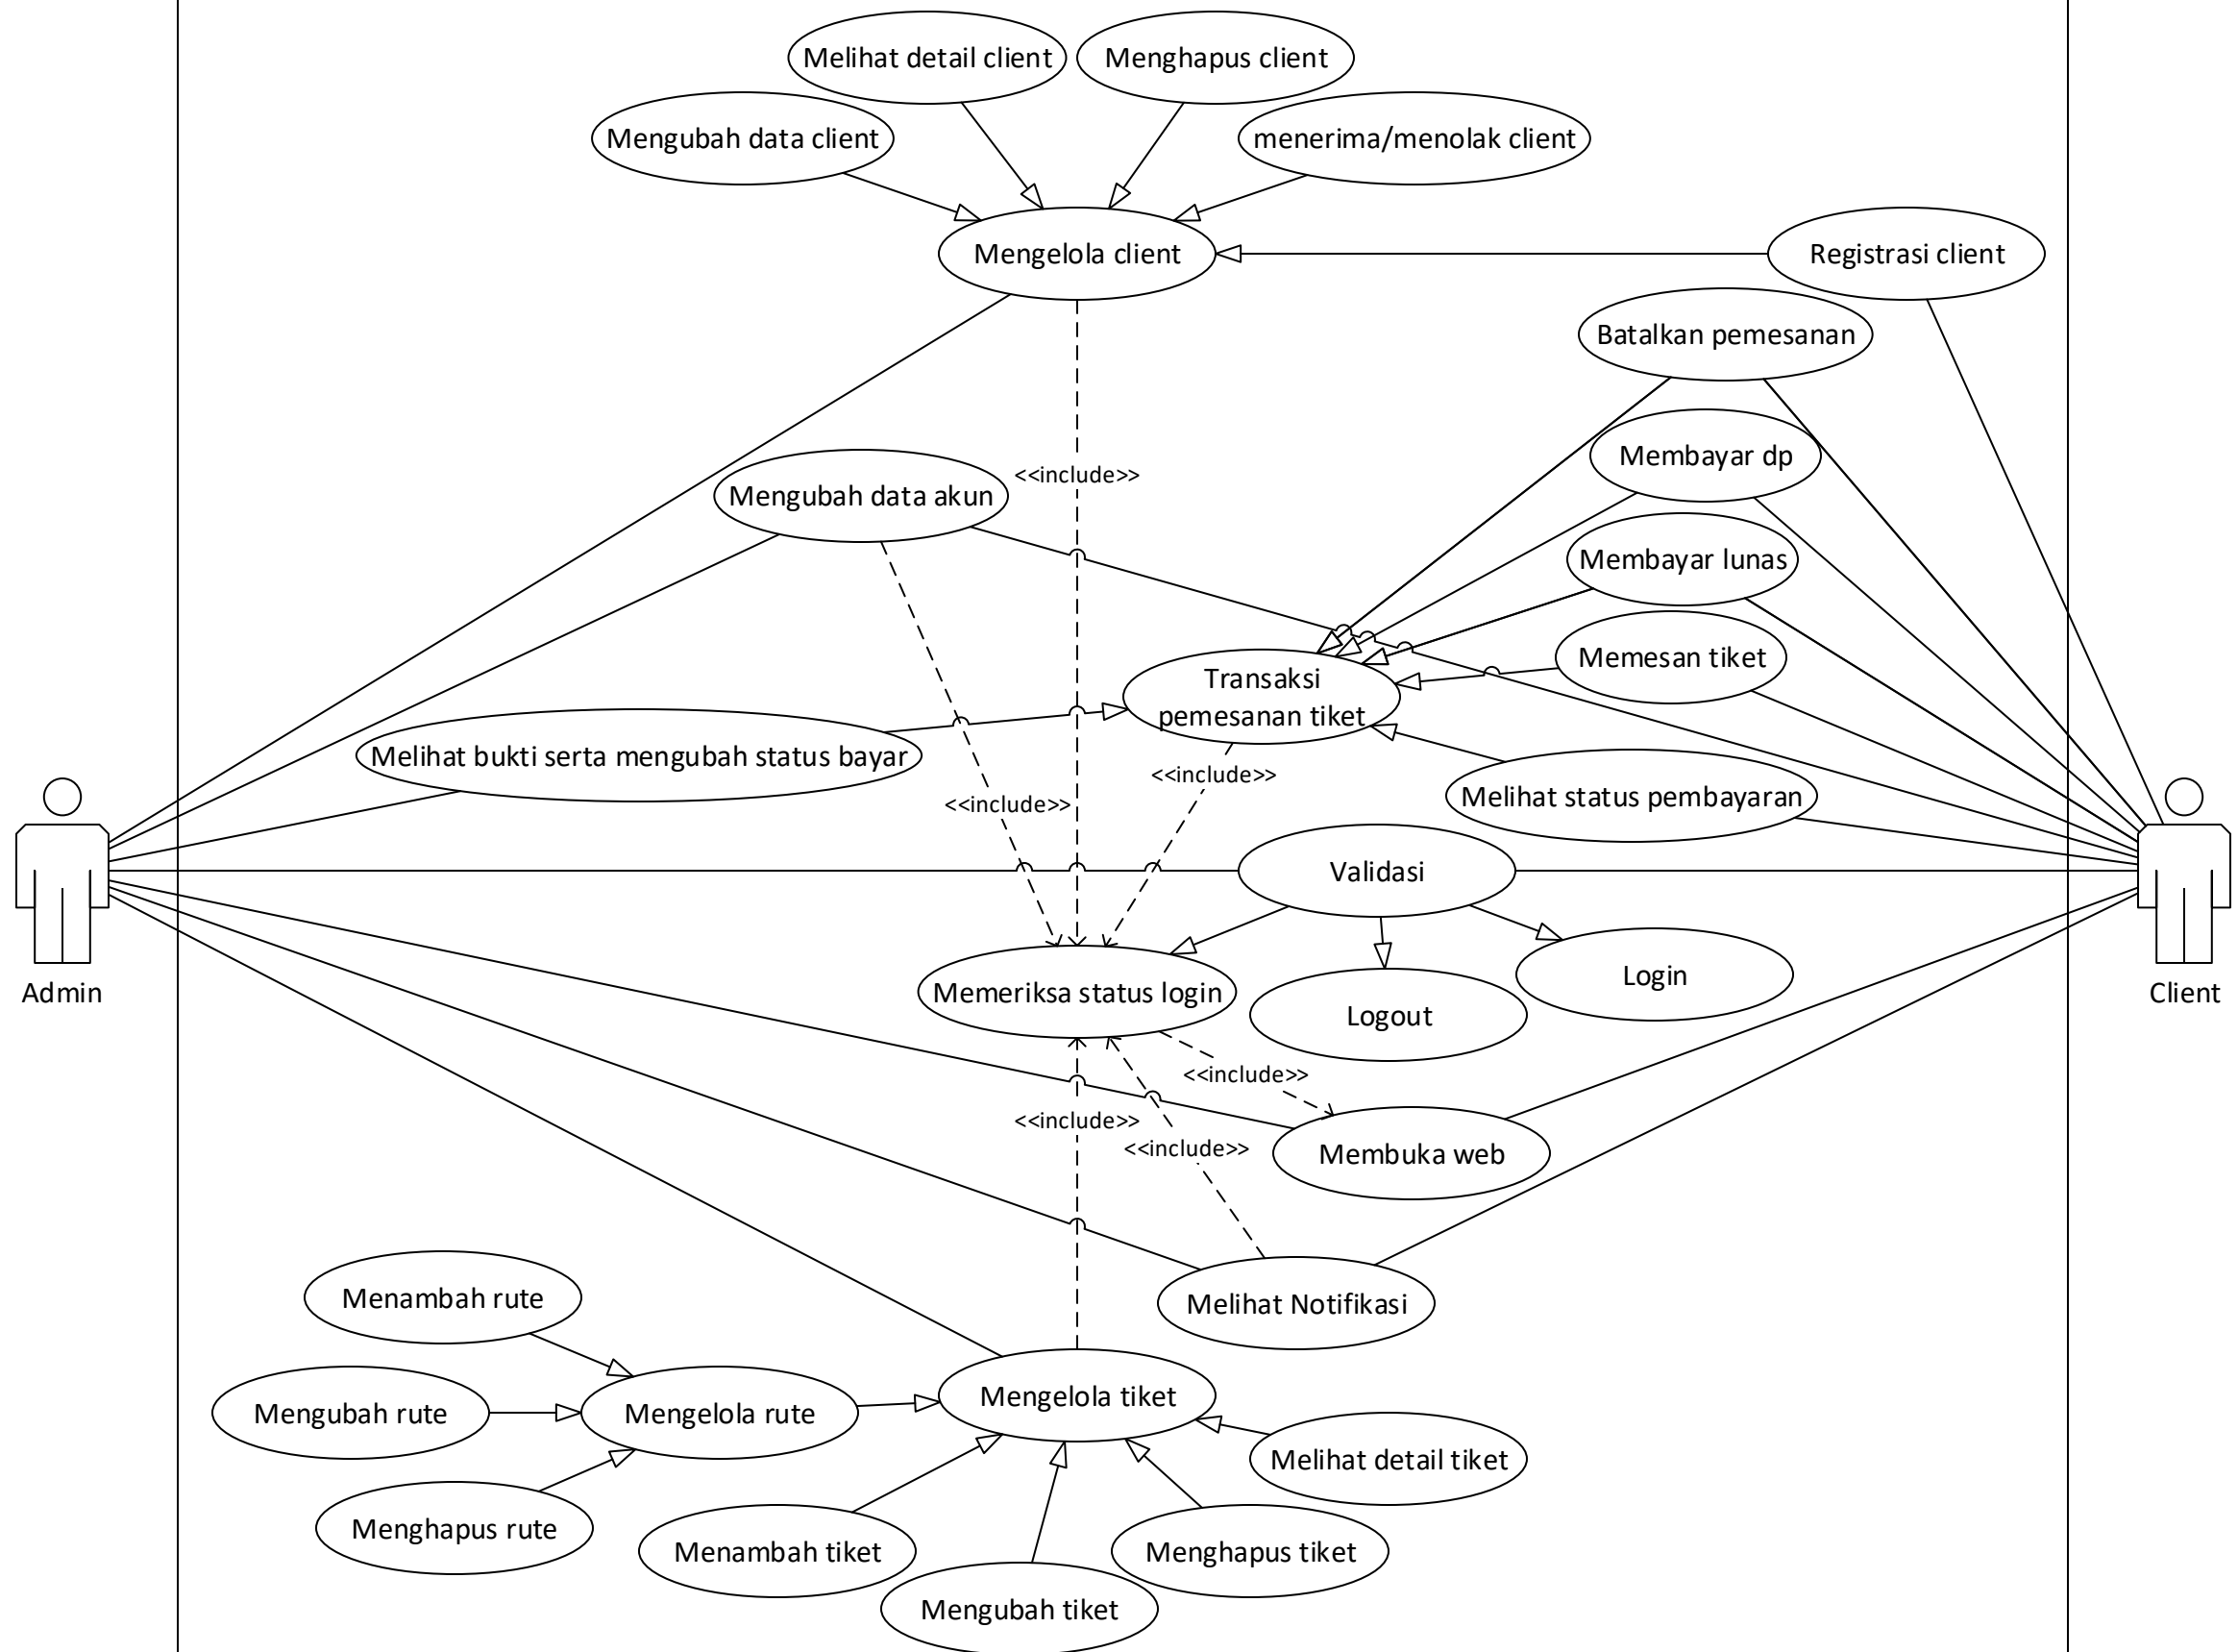 Melihat detail client
Menghapus client
Mengubah data client
menerima/menolak client
Mengelola client
Registrasi client
Batalkan pemesanan
Membayar dp
<<include>>
Mengubah data akun
Membayar lunas
Memesan tiket
Transaksi
pemesanan tiket
Melihat bukti serta mengubah status bayar
<<include>>
Melihat status pembayaran
<<include>>
Validasi
Login
Admin
Memeriksa status login
Client
Logout
<<include>>
<<include>>
<<include>>
Membuka web
Menambah rute
Melihat Notifikasi
Mengelola tiket
Mengubah rute
Mengelola rute
Melihat detail tiket
Menghapus rute
Menambah tiket
Menghapus tiket
Mengubah tiket